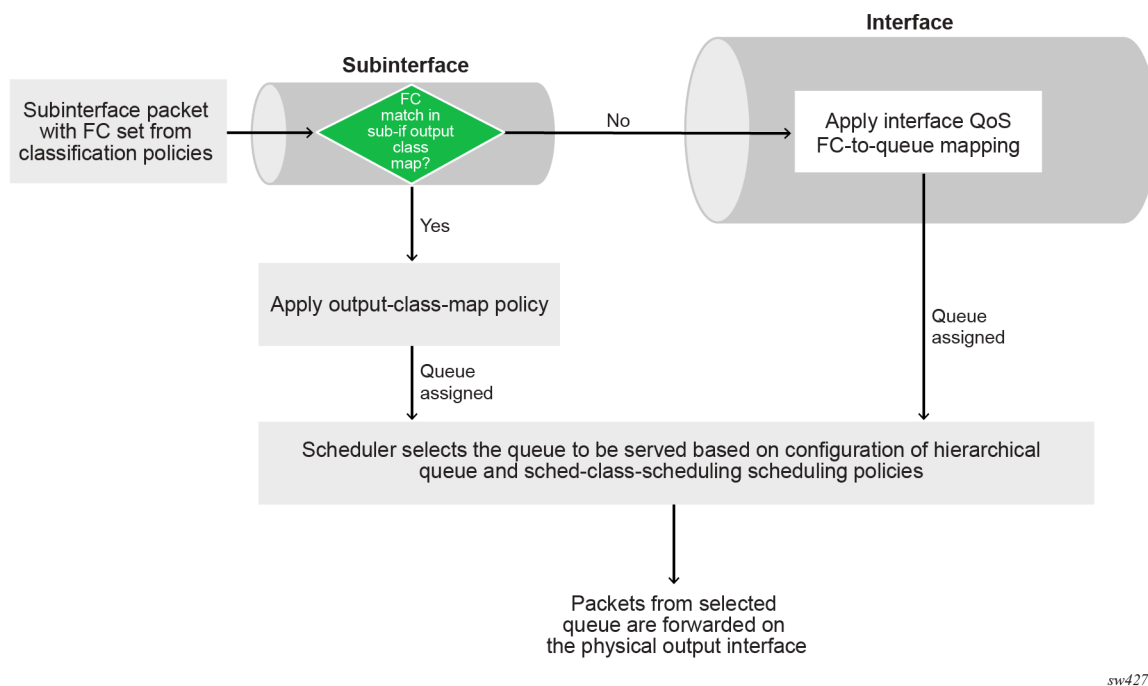 Interface
Subinterface
Subinterface packet
with FC set from
classification policies
FC
match in
sub-if output
class
map?
No
Apply interface QoS
FC-to-queue mapping
Yes
Apply output-class-map policy
Queue
assigned
Queue
assigned
Scheduler selects the queue to be served based on configuration of hierarchical
queue and sched-class-scheduling scheduling policies
Packets from selected
queue are forwarded on
the physical output interface
sw427